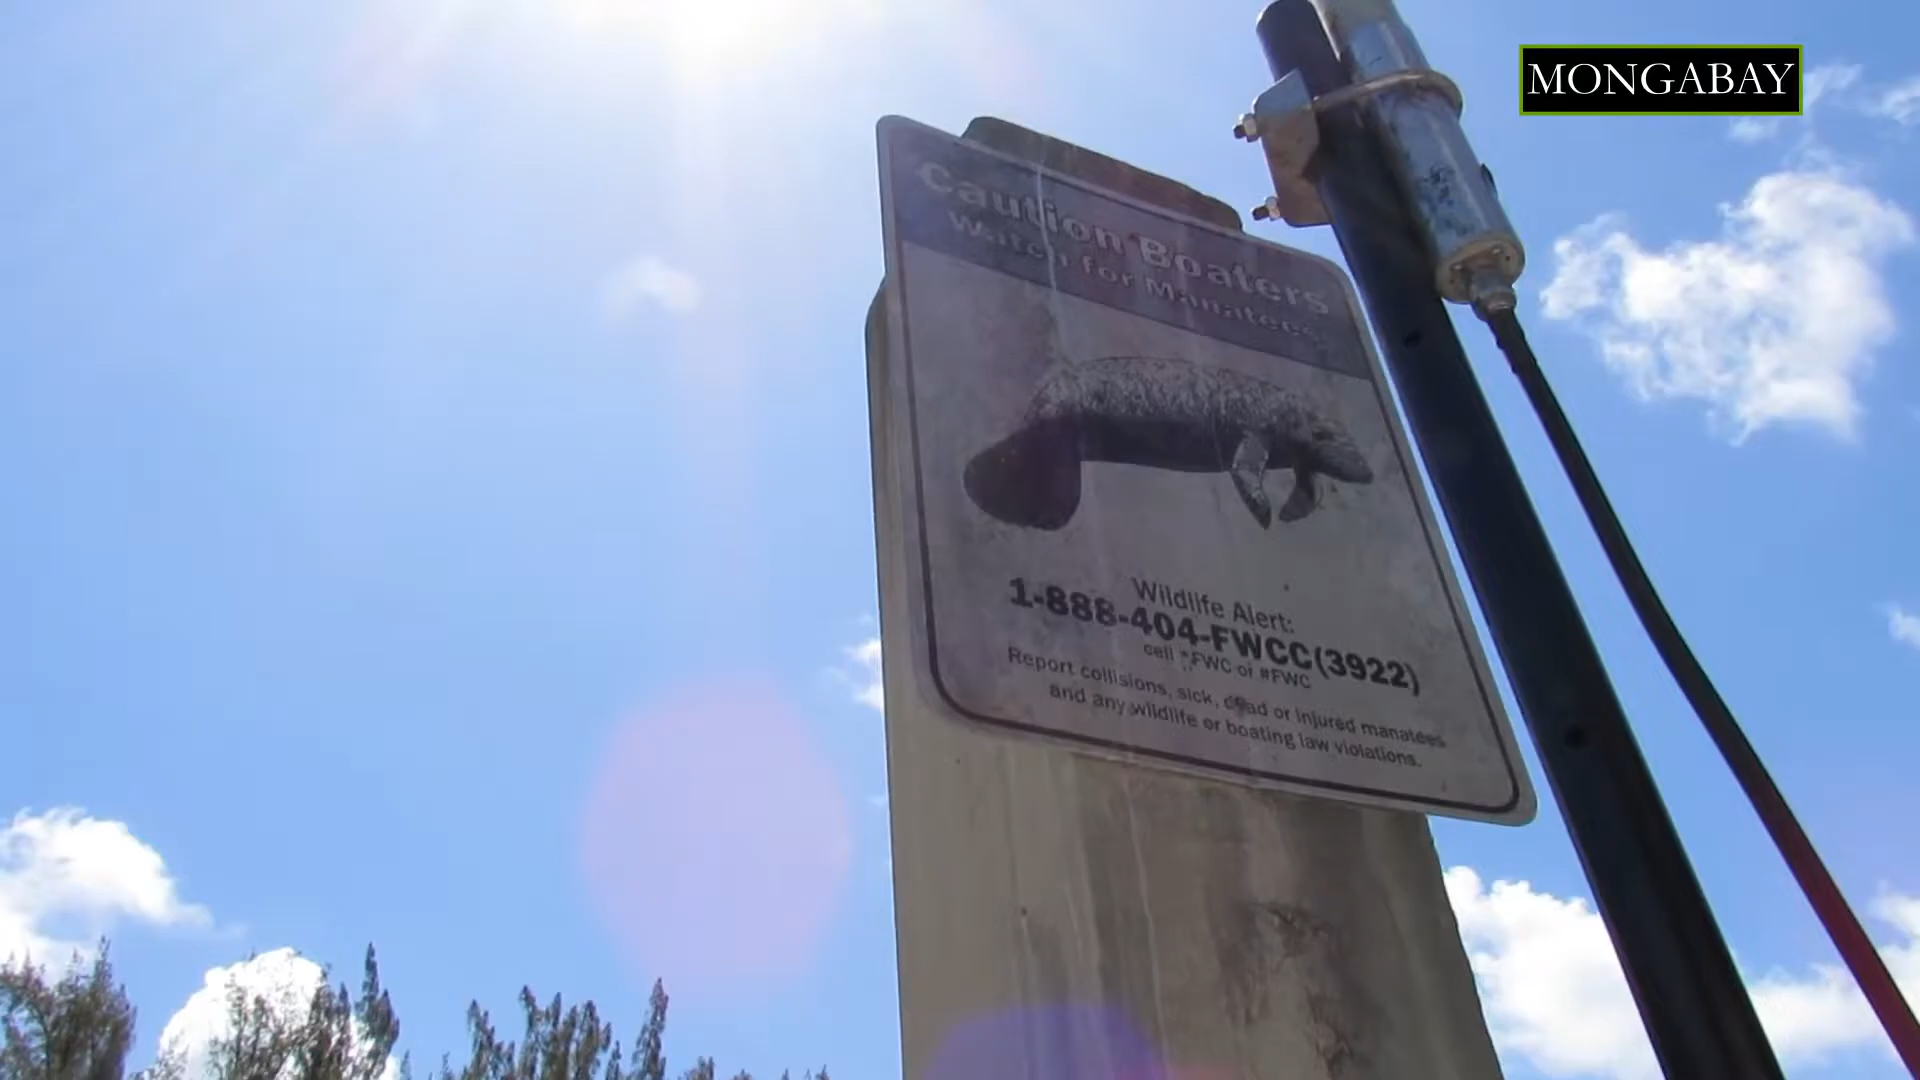 MONGABAY
Caution Boaters
Watch for Manatees
Wildlife Alert:
1-888-404-FWCC(3922)
cell *FWC or #FWC
Report collisions, sick, dead or injured manatees
and any wildlife or boating law violations.